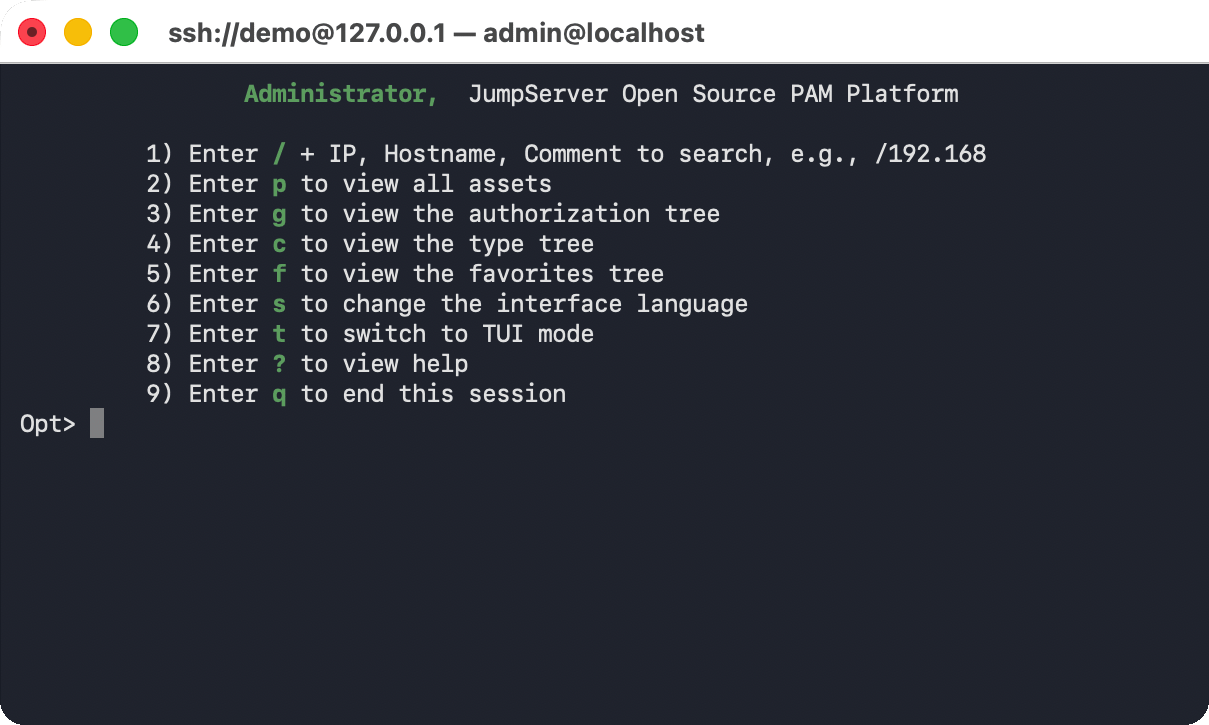 ssh://demo@127.0.0.1 — admin@localhost
Administrator, JumpServer Open Source PAM Platform
1) Enter / + IP, Hostname, Comment to search, e.g., /192.168
2) Enter p to view all assets
3) Enter g to view the authorization tree
4) Enter c to view the type tree
5) Enter f to view the favorites tree
6) Enter s to change the interface language
7) Enter t to switch to TUI mode
8) Enter ? to view help
9) Enter q to end this session
Opt>